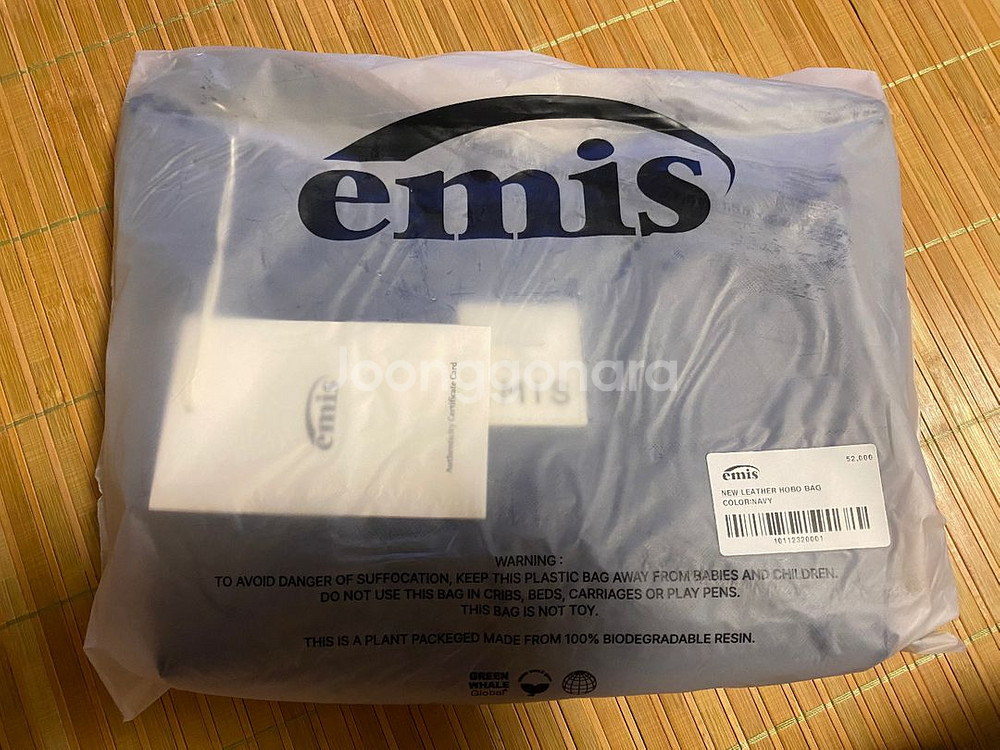 emis
Joonggonara
emis
Authenticity Certificate Card
emis
52,000
NEW LEATHER HOBO BAG
COLOR:NAVY
10112320001
WARNING :
TO AVOID DANGER OF SUFFOCATION, KEEP THIS PLASTIC BAG AWAY FROM BABIES AND CHILDREN.
DO NOT USE THIS BAG IN CRIBS, BEDS, CARRIAGES OR PLAY PENS.
THIS BAG IS NOT TOY.
THIS IS A PLANT PACKEGED MADE FROM 100% BIODEGRADABLE RESIN.
GREEN
WHALE
Global